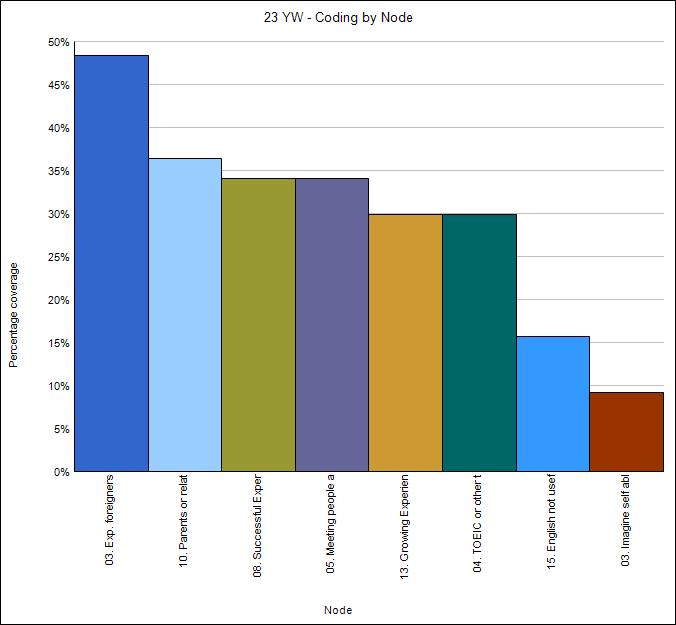 23 YW - Coding by Node
50%
45%
40%
35%
30%
25%
20%
15%
10%
5%
0%
Percentage coverage
03. Exp. foreigners
10. Parents or relat
08. Successful Exper
05. Meeting people a
13. Growing Experien
04. TOEIC or other t
15. English not usef
03. Imagine self abl
Node